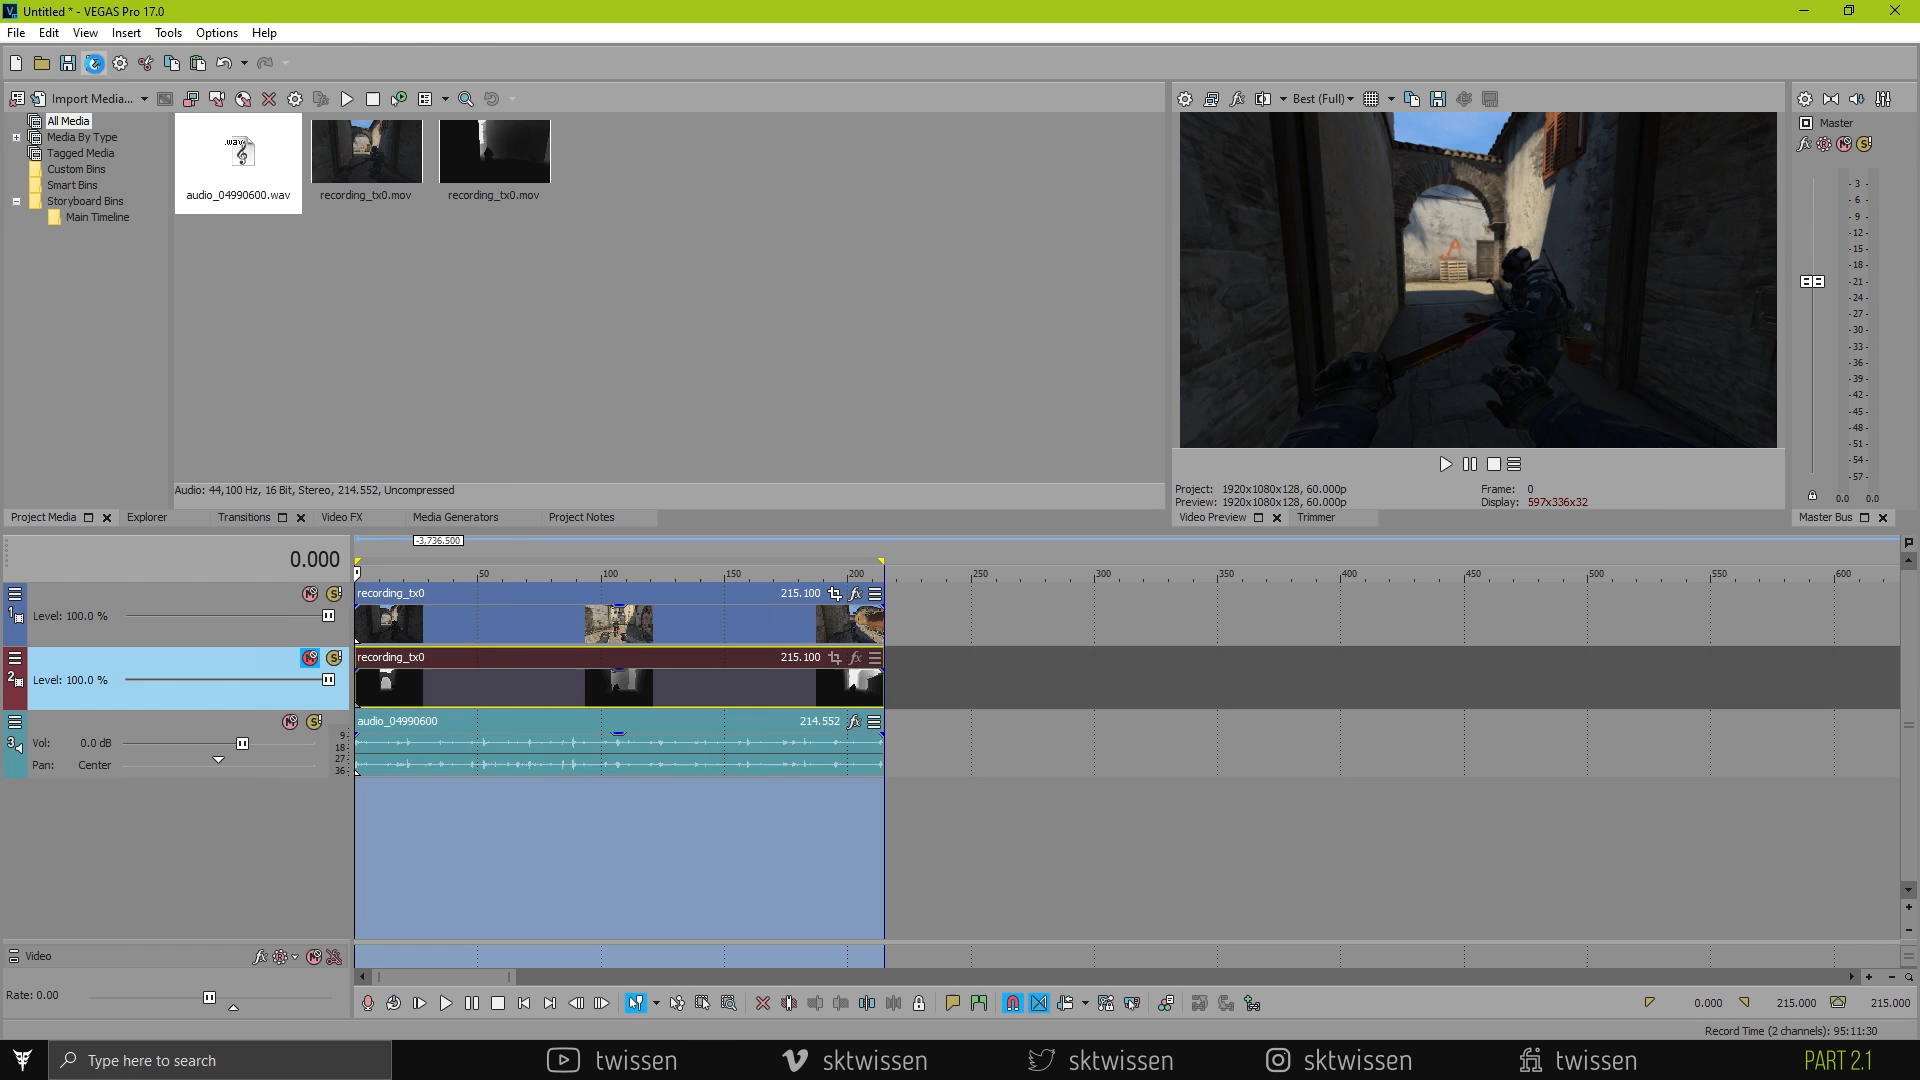 Untitled * - VEGAS Pro 17.0
File Edit View Insert Tools Options Help
Import Media...
All Media
Media By Type
Tagged Media
Custom Bins
Smart Bins
Storyboard Bins
Main Timeline
.wav
audio_04990600.wav
recording_tx0.mov
recording_tx0.mov
Audio: 44,100 Hz, 16 Bit, Stereo, 214.552, Uncompressed
Project Media Explorer Transitions Video FX Media Generators Project Notes
Best (Full)
A
Project: 1920x1080x128, 60.000p Frame: 0
Preview: 1920x1080x128, 60.000p Display: 597x336x32
Video Preview Trimmer
Master
- 3 -
- 6 -
- 9 -
- 12 -
- 15 -
- 18 -
- 21 -
- 24 -
- 27 -
- 30 -
- 33 -
- 36 -
- 39 -
- 42 -
- 45 -
- 48 -
- 51 -
- 54 -
- 57 -
0.0 0.0
Master Bus
-3,736.500
0.000
50 100 150 200 250 300 350 400 450 500 550 600
1
Level: 100.0 %
recording_tx0 215.100
2
Level: 100.0 %
recording_tx0 215.100
3
Vol: 0.0 dB
Pan: Center
9
18
27
36
audio_04990600 214.552
Video
Rate: 0.00
0.000 215.000 215.000
Record Time (2 channels): 95:11:30
Type here to search
twissen sktwissen sktwissen sktwissen twissen PART 2.1